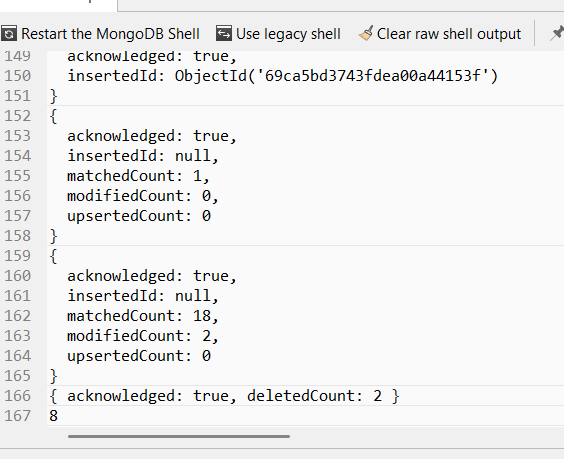 Restart the MongoDB Shell Use legacy shell Clear raw shell output
149 acknowledged: true,
150 insertedId: ObjectId('69ca5bd3743fdea00a44153f')
151 }
152 {
153 acknowledged: true,
154 insertedId: null,
155 matchedCount: 1,
156 modifiedCount: 0,
157 upsertedCount: 0
158 }
159 {
160 acknowledged: true,
161 insertedId: null,
162 matchedCount: 18,
163 modifiedCount: 2,
164 upsertedCount: 0
165 }
166 { acknowledged: true, deletedCount: 2 }
167 8